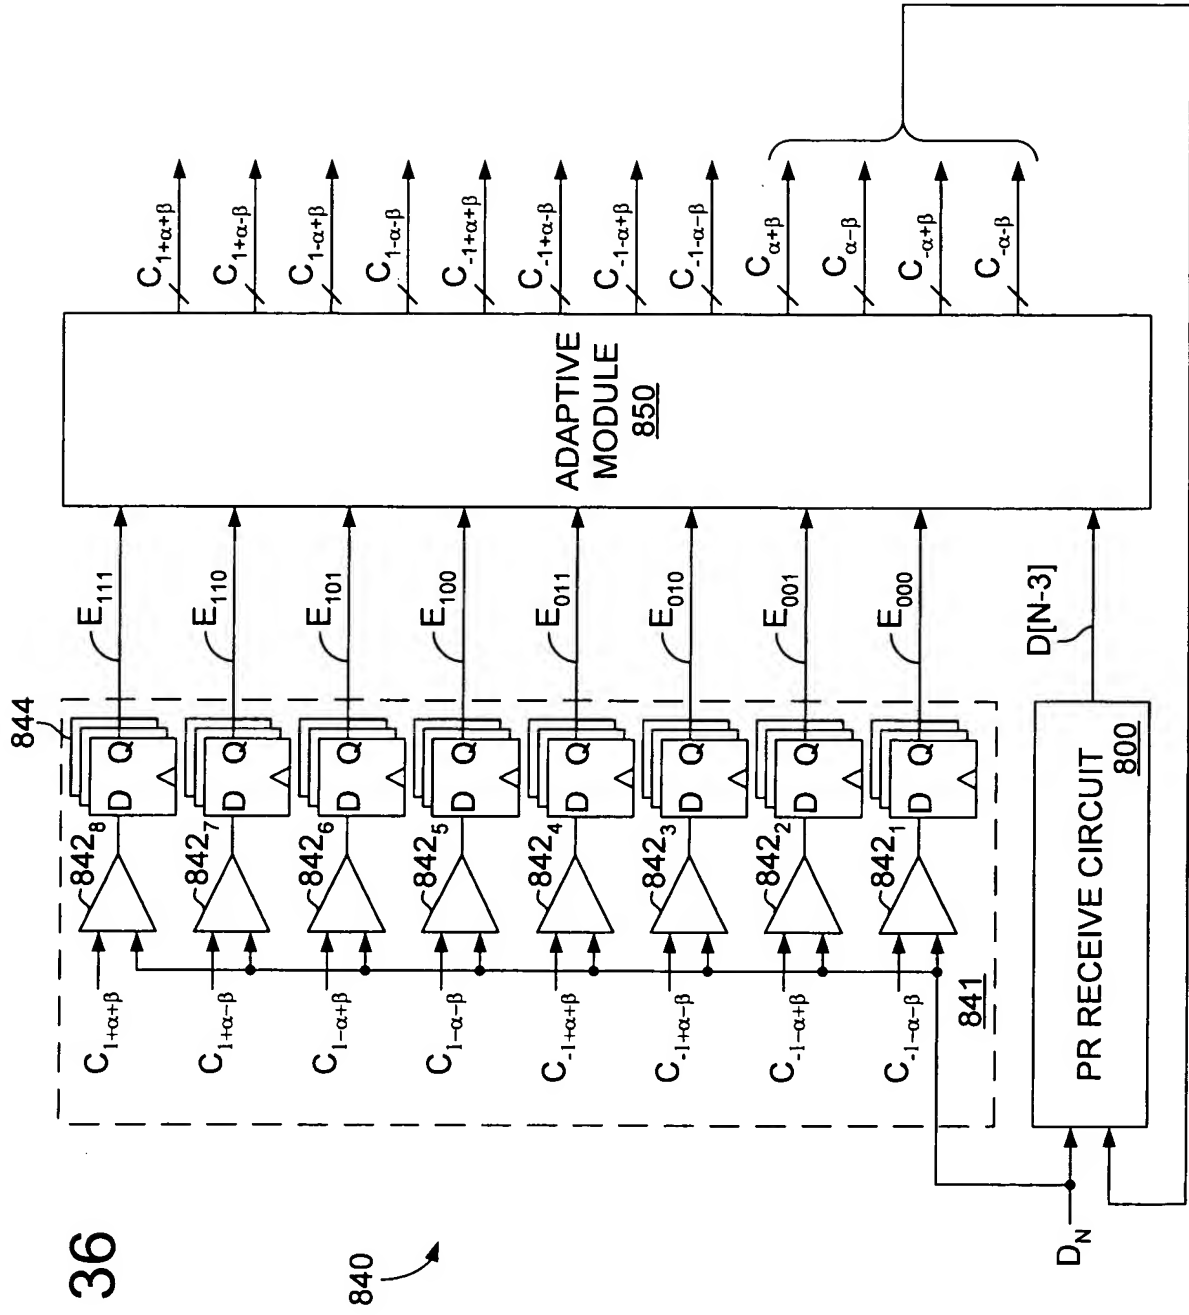 36
840
844
842₈
842₇
842₆
842₅
842₄
842₃
842₂
842₁
D Q
D Q
D Q
D Q
D Q
D Q
D Q
D Q
C₁₊α₊β
C₁₊α₋β
C₁₋α₊β
C₁₋α₋β
C₋₁₊α₊β
C₋₁₊α₋β
C₋₁₋α₊β
C₋₁₋α₋β
841
E₁₁₁
E₁₁₀
E₁₀₁
E₁₀₀
E₀₁₁
E₀₁₀
E₀₀₁
E₀₀₀
D[N-3]
Dₙ
PR RECEIVE CIRCUIT
800
ADAPTIVE
MODULE
850
C₁₊α₊β
C₁₊α₋β
C₁₋α₊β
C₁₋α₋β
C₋₁₊α₊β
C₋₁₊α₋β
C₋₁₋α₊β
C₋₁₋α₋β
Cα₊β
Cα₋β
C₋α₊β
C₋α₋β